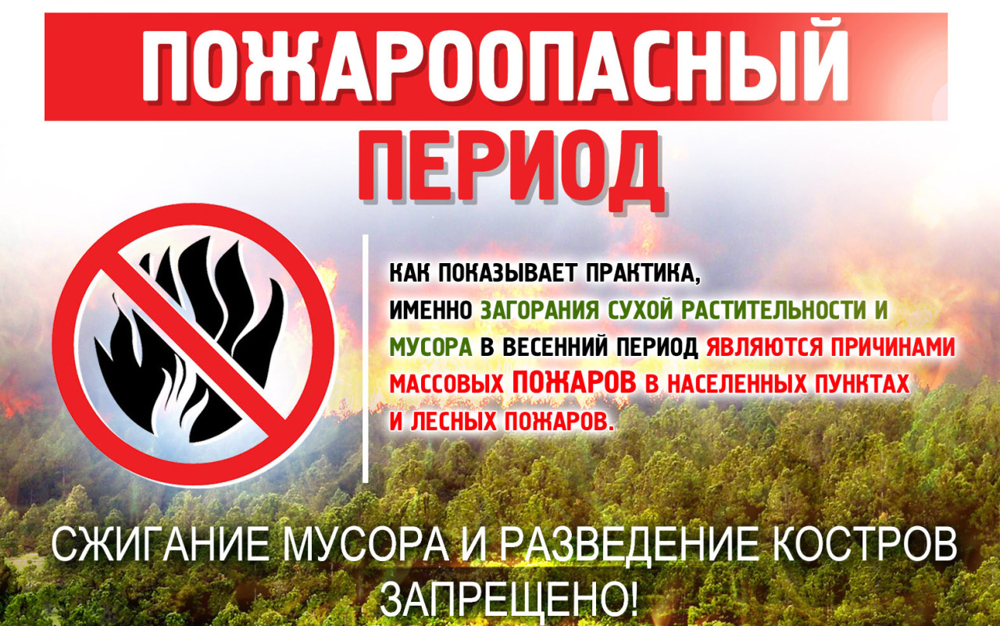 ПОЖАРООПАСНЫЙ
ПЕРИОД
КАК ПОКАЗЫВАЕТ ПРАКТИКА,
ИМЕННО ЗАГОРАНИЯ СУХОЙ РАСТИТЕЛЬНОСТИ И
МУСОРА В ВЕСЕННИЙ ПЕРИОД ЯВЛЯЮТСЯ ПРИЧИНАМИ
МАССОВЫХ ПОЖАРОВ В НАСЕЛЕННЫХ ПУНКТАХ
И ЛЕСНЫХ ПОЖАРОВ.
СЖИГАНИЕ МУСОРА И РАЗВЕДЕНИЕ КОСТРОВ
ЗАПРЕЩЕНО!